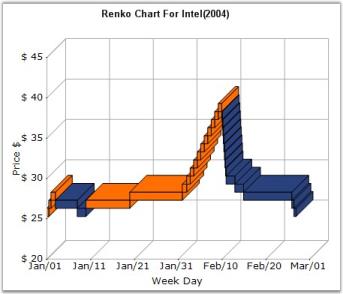 Renko Chart For Intel(2004)
$ 45
$ 40
$ 35
$ 30
$ 25
$ 20
Price $
Jan/01 Jan/11 Jan/21 Jan/31 Feb/10 Feb/20 Mar/01
Week Day